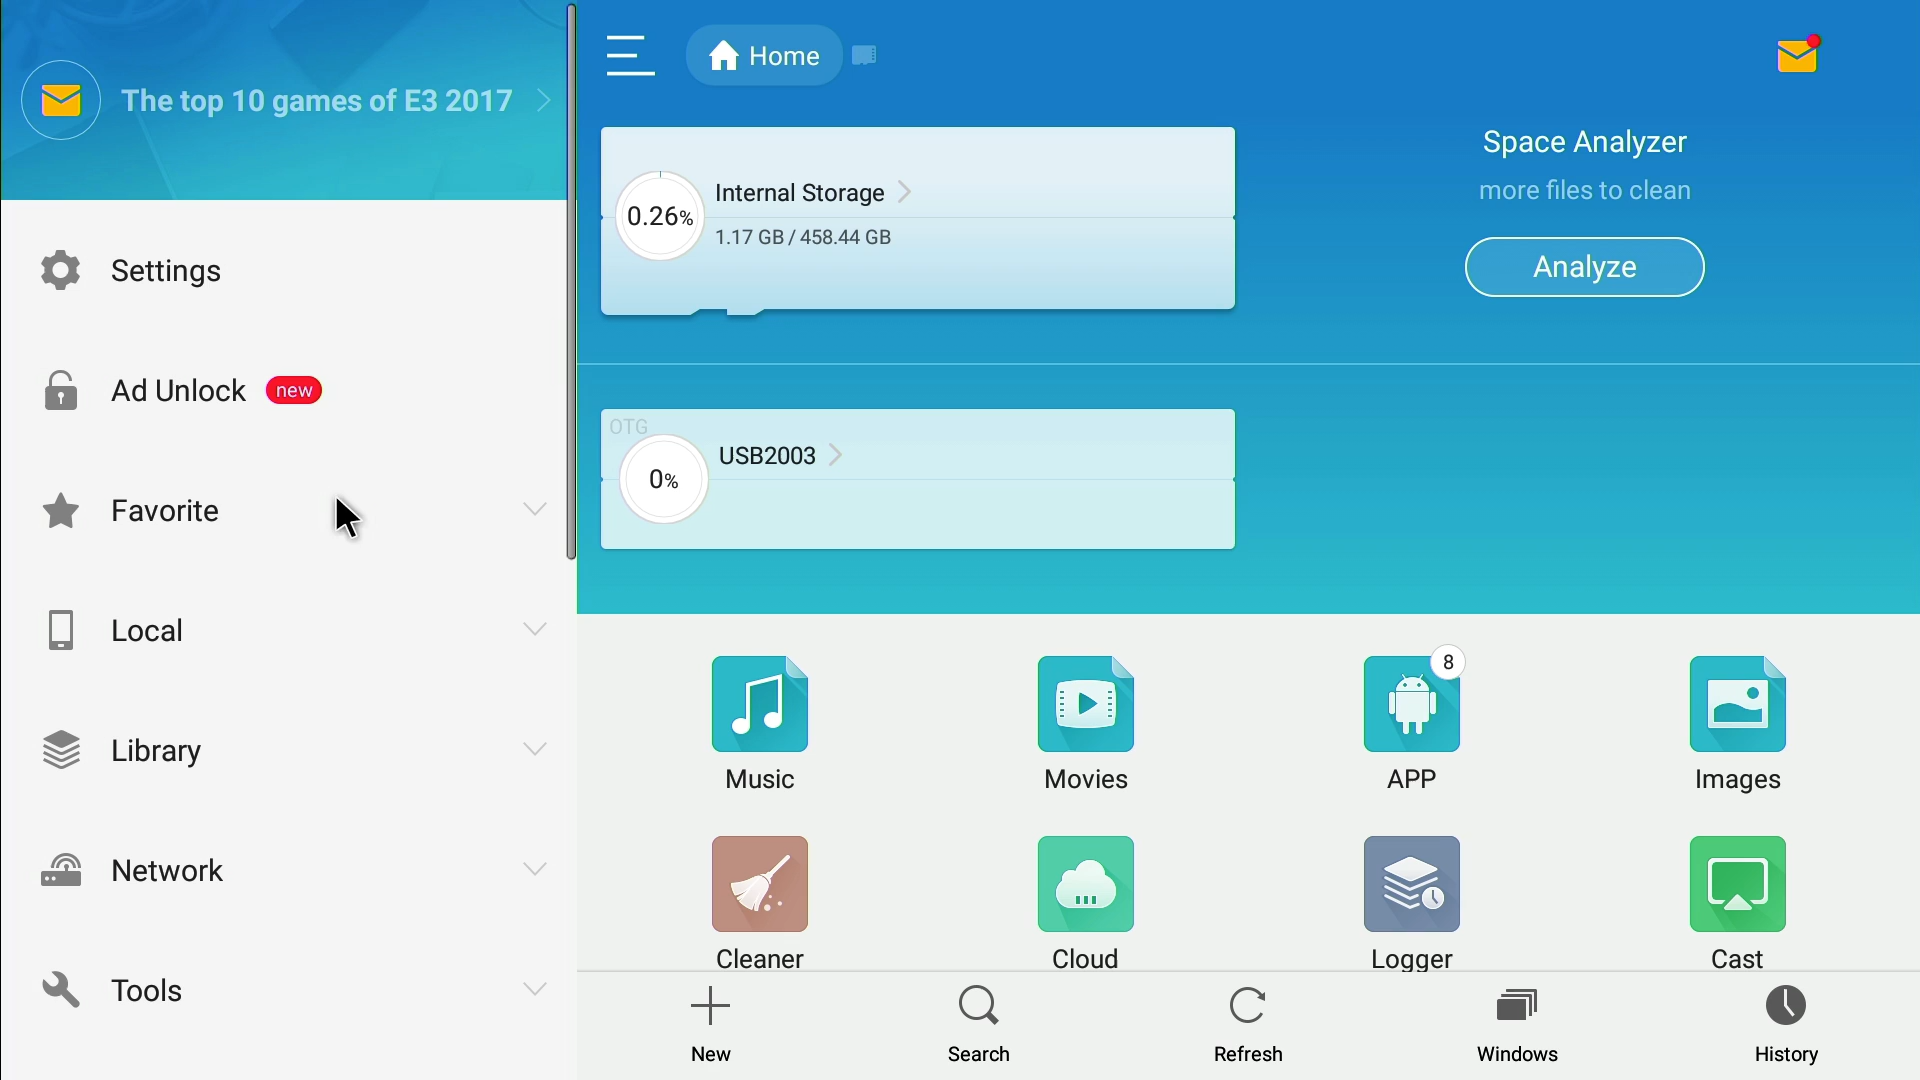 The top 10 games of E3 2017
Settings
Ad Unlock new
Favorite
Local
Library
Network
Tools
Home
0.26%
Internal Storage
1.17 GB / 458.44 GB
Space Analyzer
more files to clean
Analyze
OTG
0%
USB2003
8
Music Movies APP Images
Cleaner Cloud Logger Cast
New Search Refresh Windows History